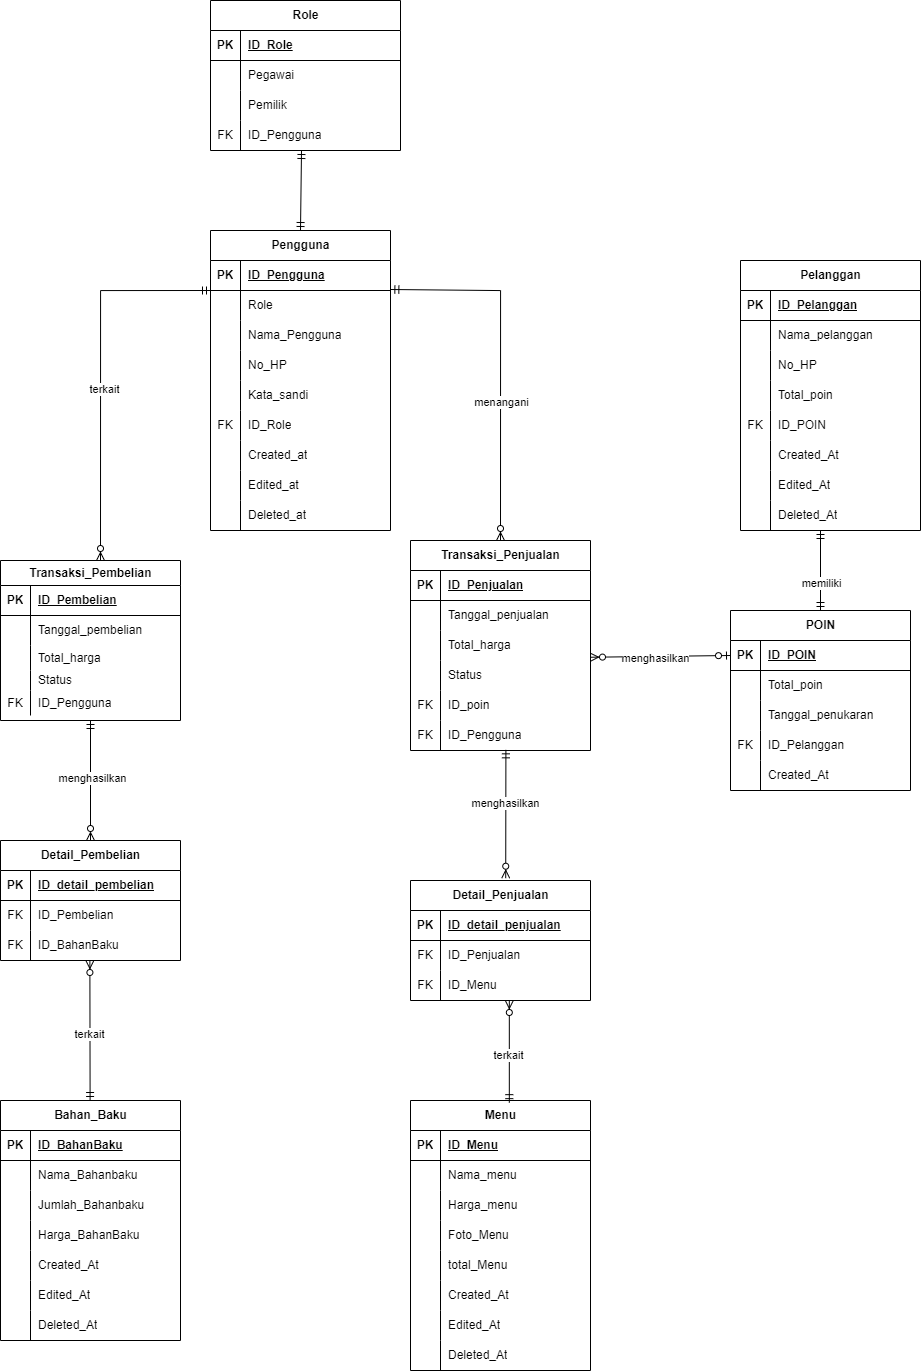 Role
PK ID_Role
Pegawai
Pemilik
FK ID_Pengguna
Pengguna
PK ID_Pengguna
Role
Nama_Pengguna
No_HP
Kata_sandi
FK ID_Role
Created_at
Edited_at
Deleted_at
Pelanggan
PK ID_Pelanggan
Nama_pelanggan
No_HP
Total_poin
FK ID_POIN
Created_At
Edited_At
Deleted_At
terkait
menangani
memiliki
Transaksi_Pembelian
PK ID_Pembelian
Tanggal_pembelian
Total_harga
Status
FK ID_Pengguna
Transaksi_Penjualan
PK ID_Penjualan
Tanggal_penjualan
Total_harga
Status
FK ID_poin
FK ID_Pengguna
menghasilkan
POIN
PK ID_POIN
Total_poin
Tanggal_penukaran
FK ID_Pelanggan
Created_At
menghasilkan
menghasilkan
Detail_Pembelian
PK ID_detail_pembelian
FK ID_Pembelian
FK ID_BahanBaku
Detail_Penjualan
PK ID_detail_penjualan
FK ID_Penjualan
FK ID_Menu
terkait
terkait
Bahan_Baku
PK ID_BahanBaku
Nama_Bahanbaku
Jumlah_Bahanbaku
Harga_BahanBaku
Created_At
Edited_At
Deleted_At
Menu
PK ID_Menu
Nama_menu
Harga_menu
Foto_Menu
total_Menu
Created_At
Edited_At
Deleted_At